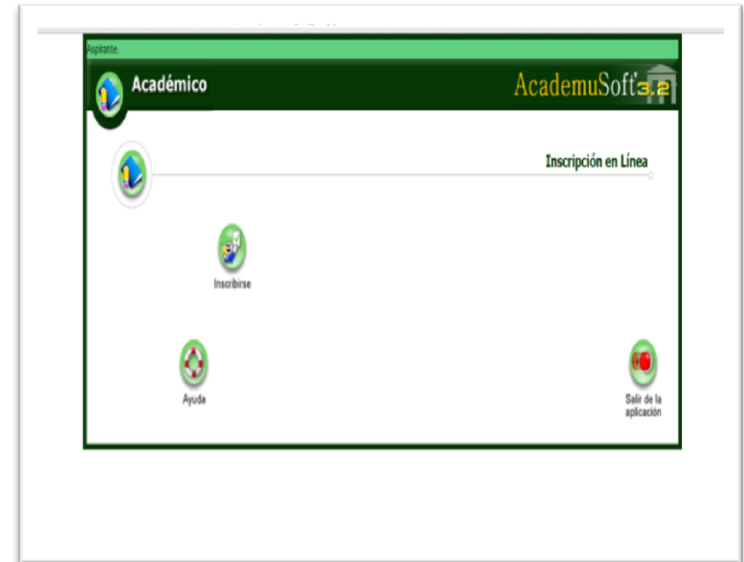 Aspirante.
Académico
AcademuSoft 3.2
Inscripción en Línea
Inscribirse
Ayuda
Salir de la
aplicación